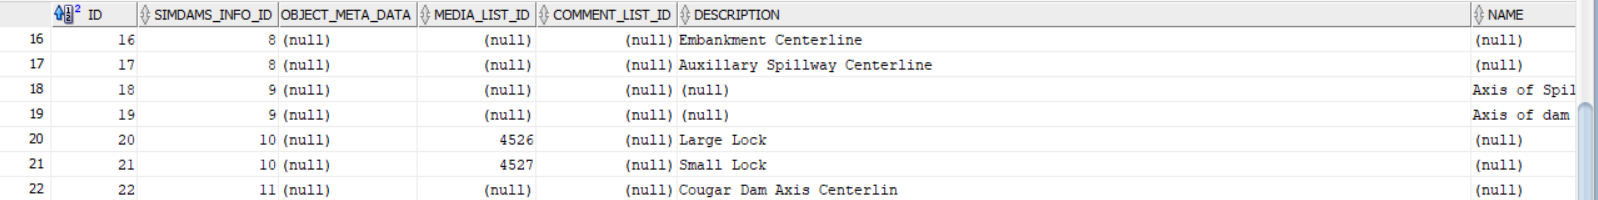 ID SIMDAMS_INFO_ID OBJECT_META_DATA MEDIA_LIST_ID COMMENT_LIST_ID DESCRIPTION NAME
16 16 8 (null) (null) (null) Embankment Centerline (null)
17 17 8 (null) (null) (null) Auxillary Spillway Centerline (null)
18 18 9 (null) (null) (null) (null) Axis of Spil
19 19 9 (null) (null) (null) (null) Axis of dam
20 20 10 (null) 4526 (null) Large Lock (null)
21 21 10 (null) 4527 (null) Small Lock (null)
22 22 11 (null) (null) (null) Cougar Dam Axis Centerlin (null)